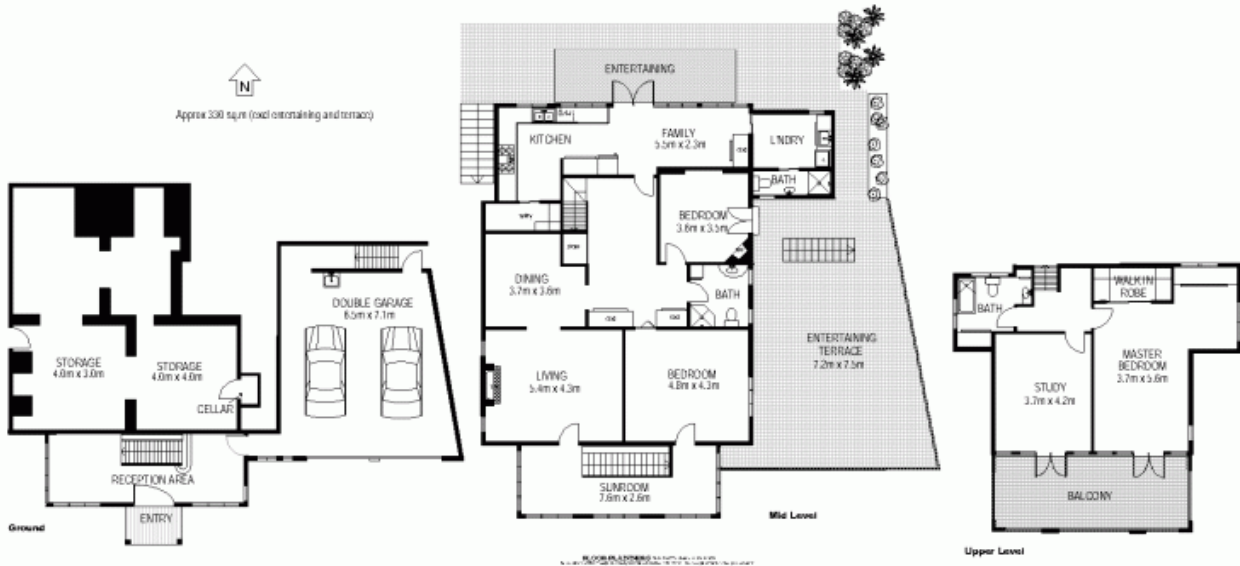 N
Approx 330 sq.m (excl entertaining and terrace)
STORAGE
4.0m x 3.0m
STORAGE
4.0m x 4.0m
CELLAR
DOUBLE GARAGE
6.5m x 7.1m
RECEPTION AREA
ENTRY
Ground
ENTERTAINING
KITCHEN
FAMILY
5.5m x 2.3m
L'NDRY
BATH
BEDROOM
3.6m x 3.5m
DINING
3.7m x 3.6m
BATH
LIVING
5.4m x 4.3m
BEDROOM
4.8m x 4.3m
ENTERTAINING
TERRACE
7.2m x 7.5m
SUNROOM
7.6m x 2.6m
Mid Level
BATH
WALK IN
ROBE
MASTER
BEDROOM
3.7m x 5.6m
STUDY
3.7m x 4.2m
BALCONY
Upper Level